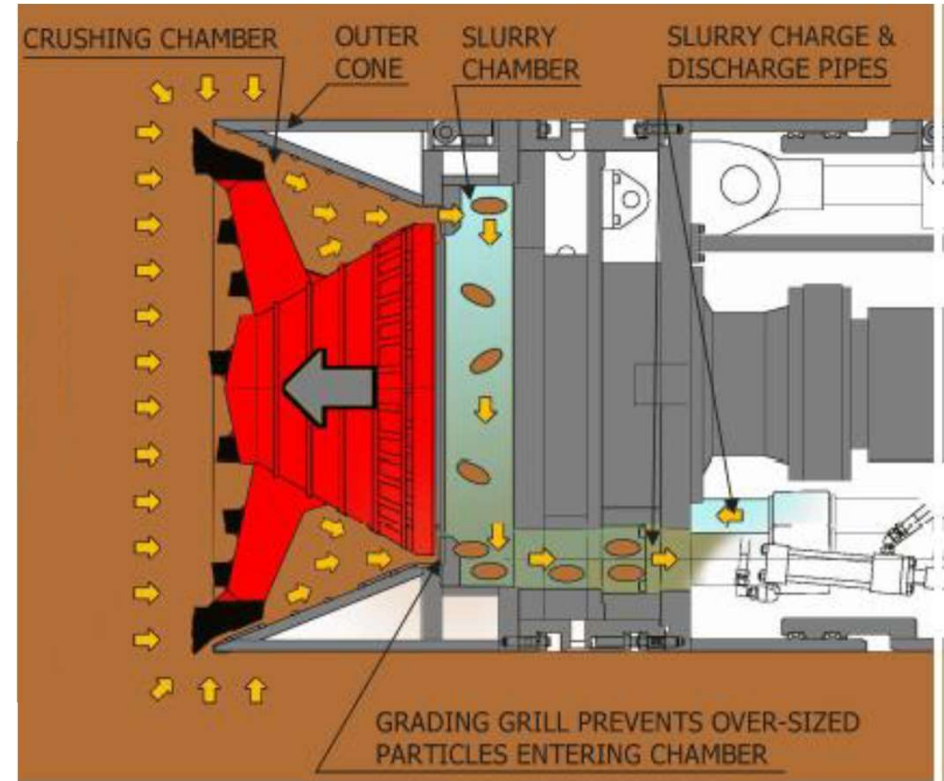 CRUSHING CHAMBER
OUTER
CONE
SLURRY
CHAMBER
SLURRY CHARGE &
DISCHARGE PIPES
GRADING GRILL PREVENTS OVER-SIZED
PARTICLES ENTERING CHAMBER